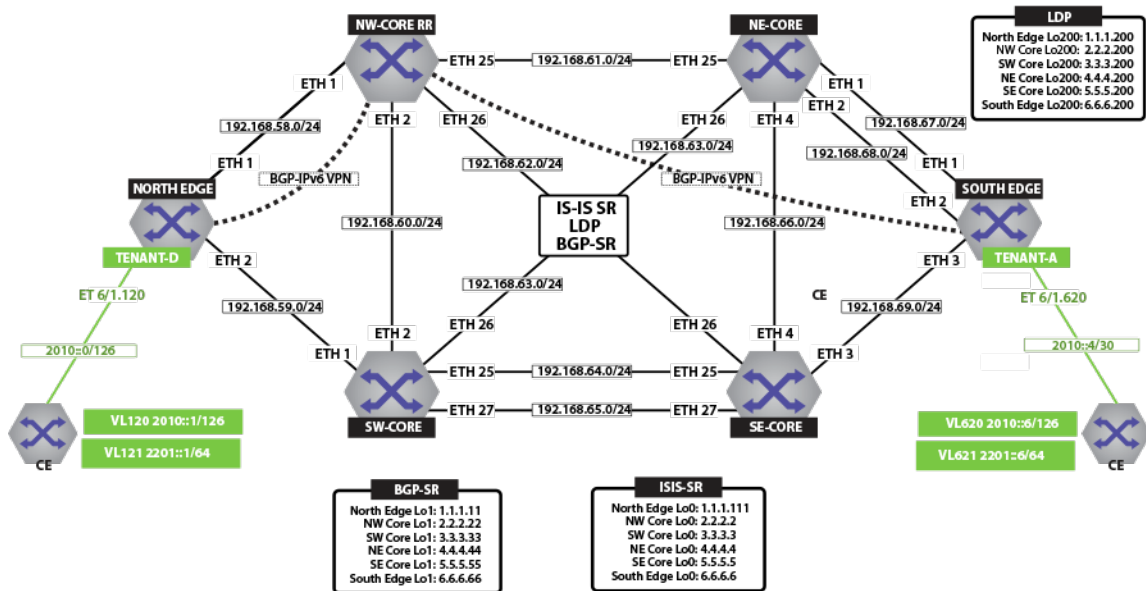 NW-CORE RR
NE-CORE
LDP
North Edge Lo200: 1.1.1.200
NW Core Lo200: 2.2.2.200
SW Core Lo200: 3.3.3.200
NE Core Lo200: 4.4.4.200
SE Core Lo200: 5.5.5.200
South Edge Lo200: 6.6.6.200
ETH 25
192.168.61.0/24
ETH 25
ETH 1
ETH 1
ETH 2
ETH 26
ETH 26
ETH 4
ETH 2
192.168.58.0/24
192.168.67.0/24
192.168.62.0/24
192.168.63.0/24
192.168.68.0/24
ETH 1
ETH 1
BGP-IPv6 VPN
BGP-IPv6 VPN
NORTH EDGE
SOUTH EDGE
ETH 2
IS-IS SR
LDP
BGP-SR
192.168.60.0/24
192.168.66.0/24
TENANT-D
ETH 2
ETH 3
TENANT-A
ET 6/1.120
192.168.59.0/24
192.168.63.0/24
CE
192.168.69.0/24
ET 6/1.620
ETH 2
ETH 26
ETH 26
ETH 4
2010::0/126
ETH 1
ETH 3
2010::4/30
ETH 25
192.168.64.0/24
ETH 25
ETH 27
192.168.65.0/24
ETH 27
SW-CORE
SE-CORE
VL120 2010::1/126
VL121 2201::1/64
CE
VL620 2010::6/126
VL621 2201::6/64
CE
BGP-SR
North Edge Lo1: 1.1.1.11
NW Core Lo1: 2.2.2.22
SW Core Lo1: 3.3.3.33
NE Core Lo1: 4.4.4.44
SE Core Lo1: 5.5.5.55
South Edge Lo1: 6.6.6.66
ISIS-SR
North Edge Lo0: 1.1.1.111
NW Core Lo0: 2.2.2.2
SW Core Lo0: 3.3.3.3
NE Core Lo0: 4.4.4.4
SE Core Lo0: 5.5.5.5
South Edge Lo0: 6.6.6.6